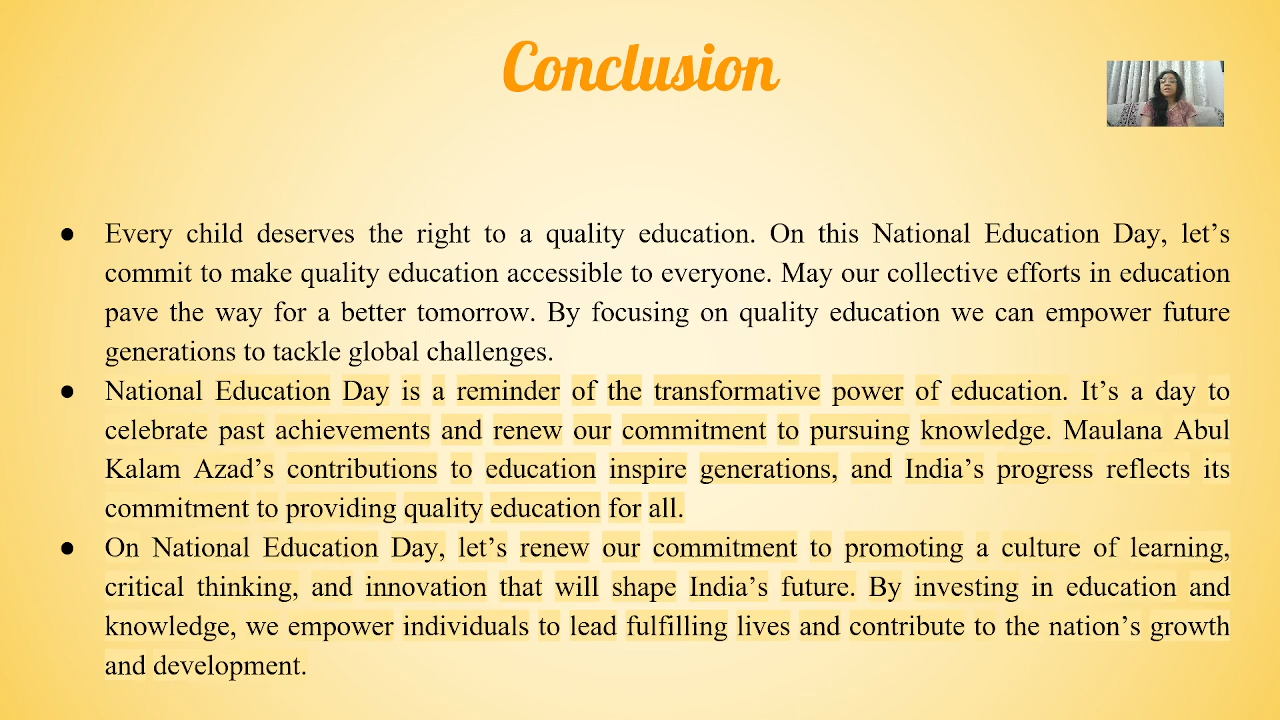 Conclusion
● Every child deserves the right to a quality education. On this National Education Day, let’s
commit to make quality education accessible to everyone. May our collective efforts in education
pave the way for a better tomorrow. By focusing on quality education we can empower future
generations to tackle global challenges.
● National Education Day is a reminder of the transformative power of education. It’s a day to
celebrate past achievements and renew our commitment to pursuing knowledge. Maulana Abul
Kalam Azad’s contributions to education inspire generations, and India’s progress reflects its
commitment to providing quality education for all.
● On National Education Day, let’s renew our commitment to promoting a culture of learning,
critical thinking, and innovation that will shape India’s future. By investing in education and
knowledge, we empower individuals to lead fulfilling lives and contribute to the nation’s growth
and development.